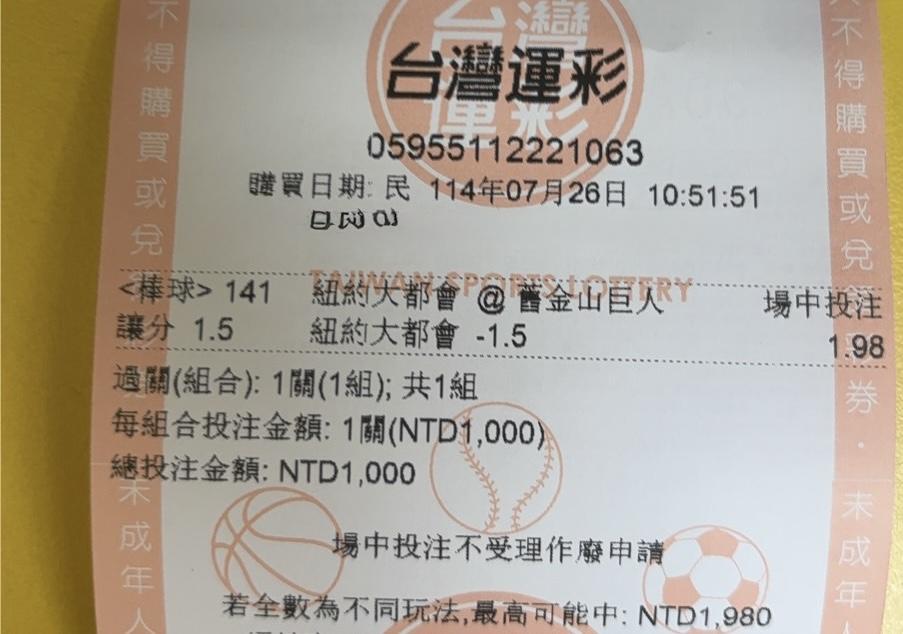 台灣運彩
05955112221063
購買日期: 民 114年07月26日 10:51:51
TAIWAN SPORTS LOTTERY
<棒球> 141 紐約大都會 @ 舊金山巨人 場中投注
讓分 1.5 紐約大都會 -1.5 1.98
過關(組合): 1關(1組); 共1組
每組合投注金額: 1關(NTD1,000)
總投注金額: NTD1,000
場中投注不受理作廢申請
若全數為不同玩法,最高可能中: NTD1,980
不得購買或兌
未成年人
不得購買或兌
券.未成年人